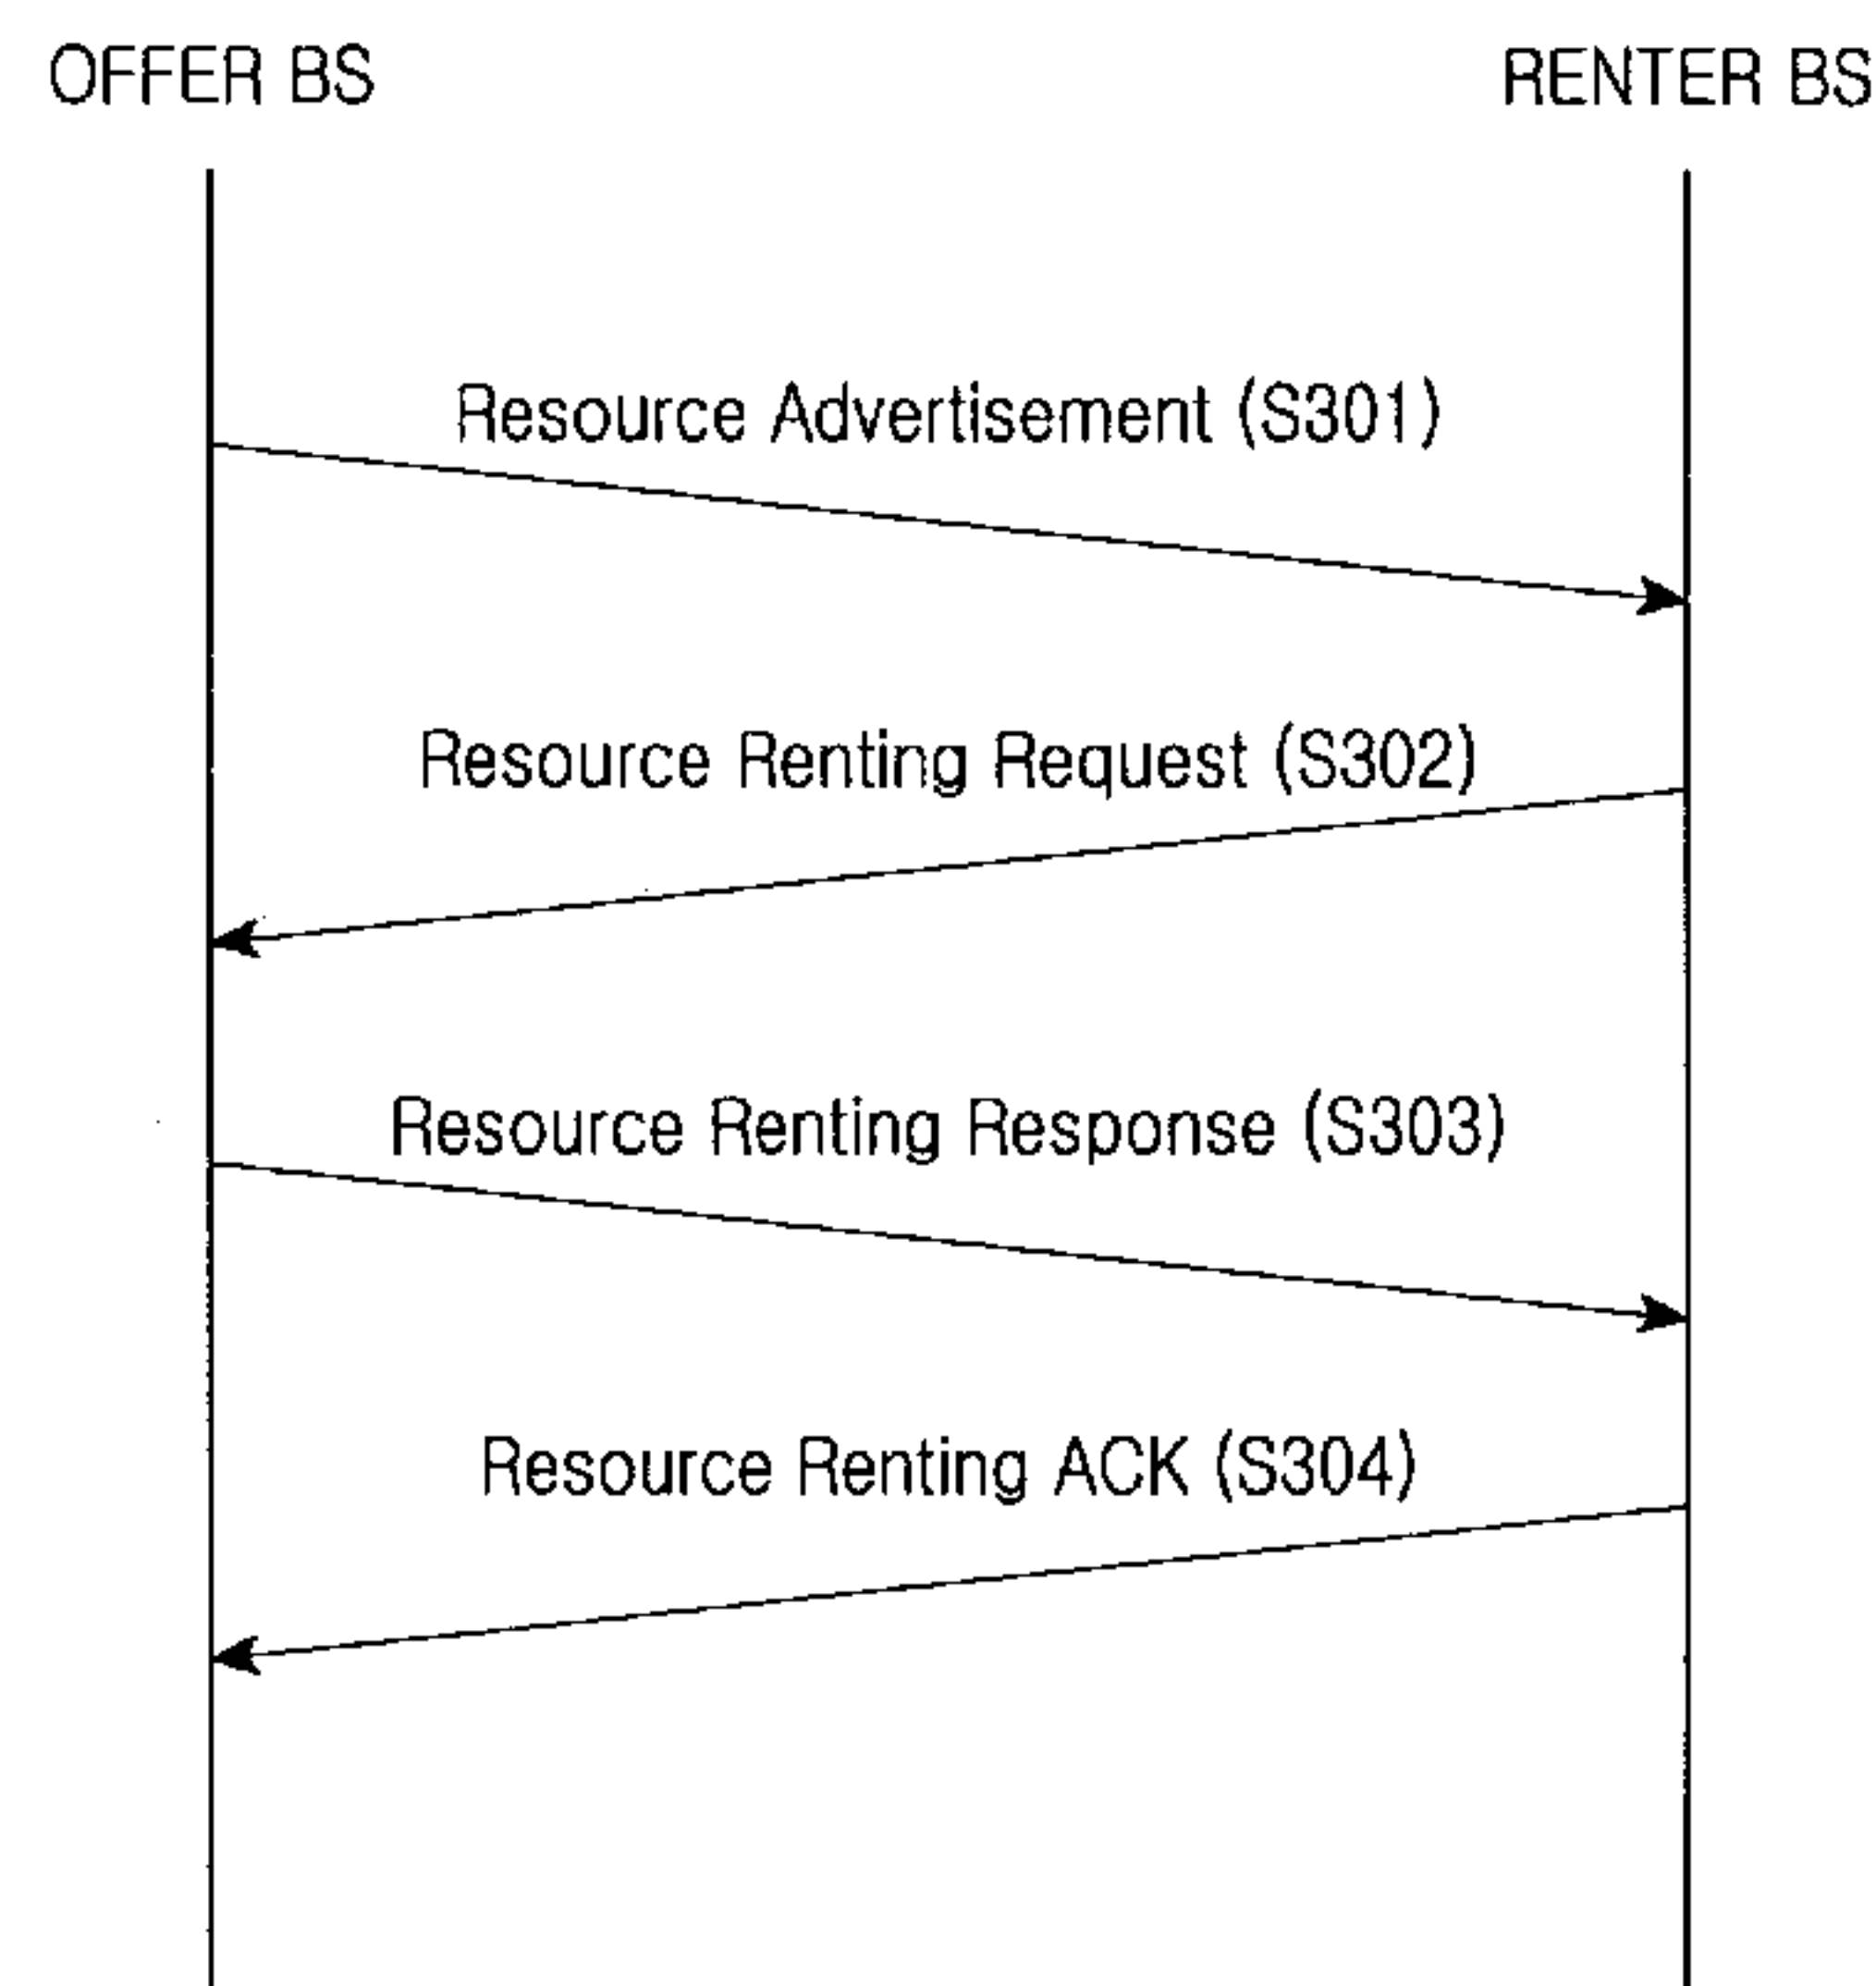 OFFER BS
RENTER BS
Resource Advertisement (S301)
Resource Renting Request (S302)
Resource Renting Response (S303)
Resource Renting ACK (S304)